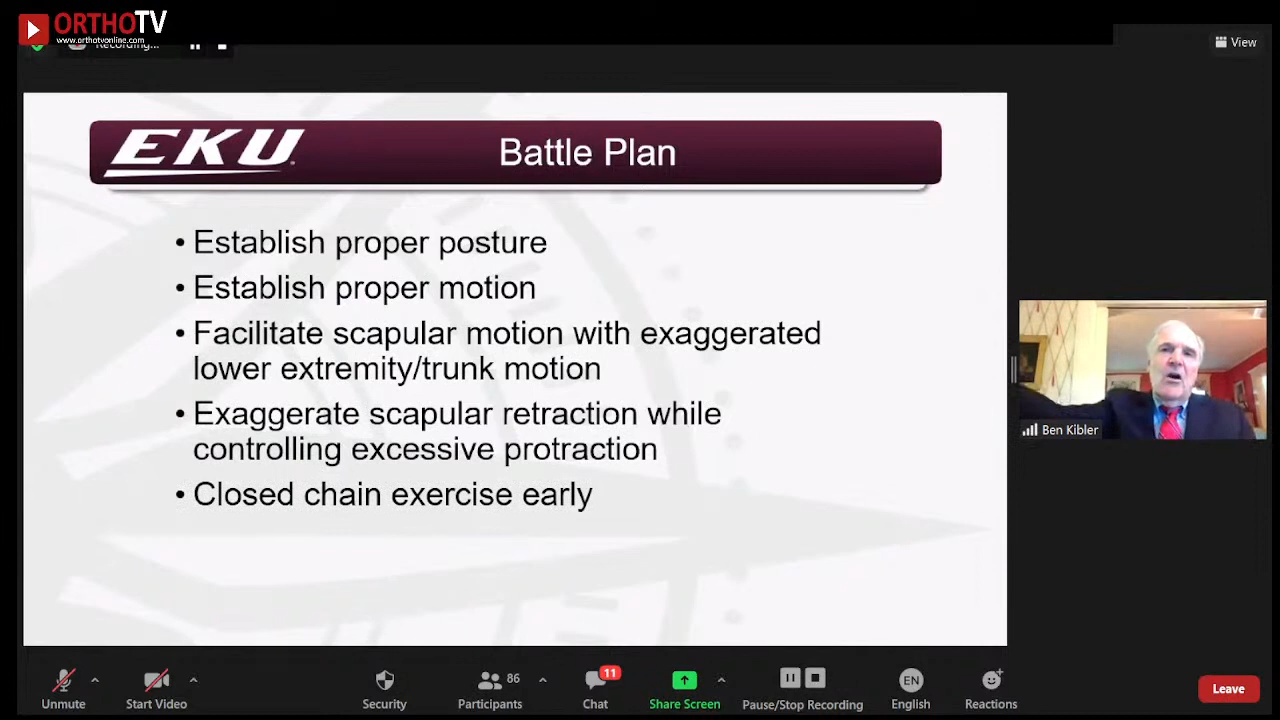 ORTHOTV
www.orthotvonline.com
Recording...
View
EKU
Battle Plan
• Establish proper posture
• Establish proper motion
• Facilitate scapular motion with exaggerated
lower extremity/trunk motion
• Exaggerate scapular retraction while
controlling excessive protraction
• Closed chain exercise early
Ben Kibler
86
11
EN
Unmute
Start Video
Security
Participants
Chat
Share Screen
Pause/Stop Recording
English
Reactions
Leave